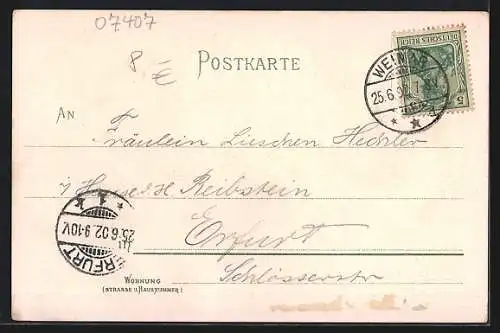 07407
8 €
POSTKARTE
DEUTSCHES REICH
5
WEIMAR
25.6.
AN
Fräulein Lieschen Hechler
Reibstein
ERFURT
25.6.02.9-10V.
Erfurt
Schlösserstr
WOHNUNG
(STRASSE U. HAUSNUMMER)